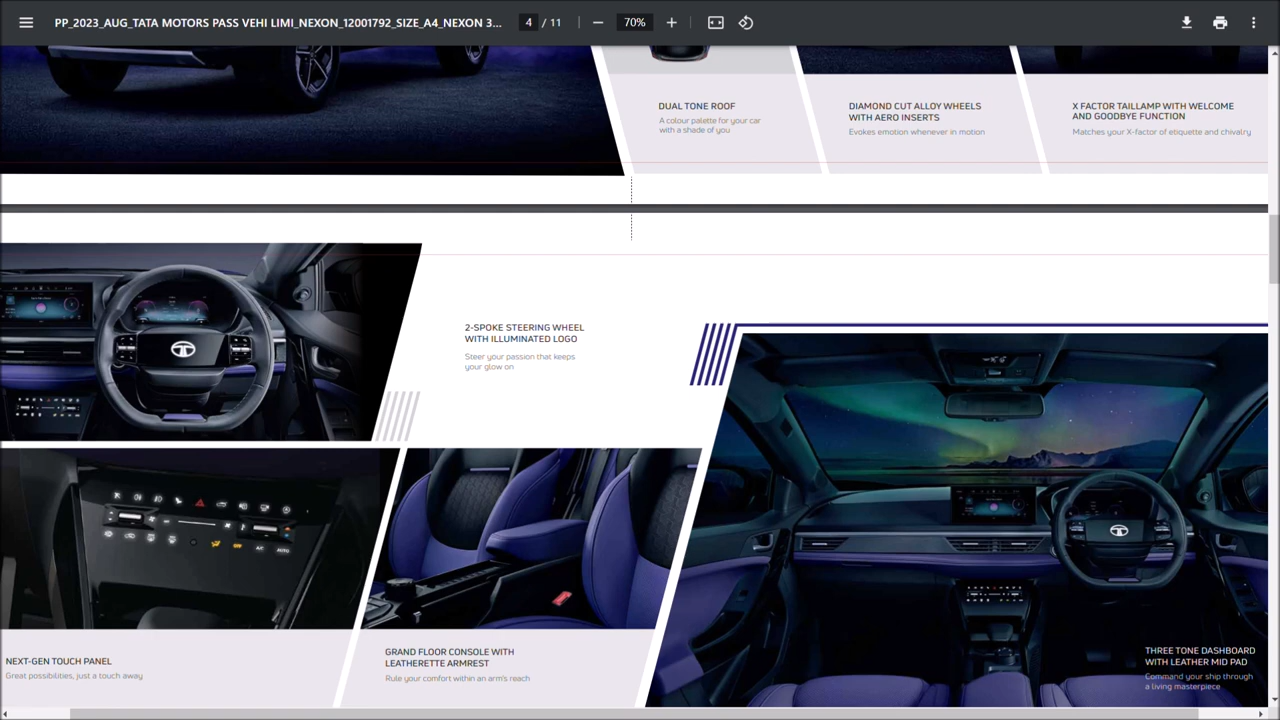 PP_2023_AUG_TATA MOTORS PASS VEHI LIMI_NEXON_12001792_SIZE_A4_NEXON 3...
4 / 11
70%
DUAL TONE ROOF
A colour palette for your car
with a shade of you
DIAMOND CUT ALLOY WHEELS
WITH AERO INSERTS
Evokes emotion whenever in motion
X FACTOR TAILLAMP WITH WELCOME
AND GOODBYE FUNCTION
Matches your X-factor of etiquette and chivalry
2-SPOKE STEERING WHEEL
WITH ILLUMINATED LOGO
Steer your passion that keeps
your glow on
A/C
AUTO
NEXT-GEN TOUCH PANEL
Great possibilities, just a touch away
GRAND FLOOR CONSOLE WITH
LEATHERETTE ARMREST
Rule your comfort within an arm's reach
THREE TONE DASHBOARD
WITH LEATHER MID PAD
Command your ship through
a living masterpiece